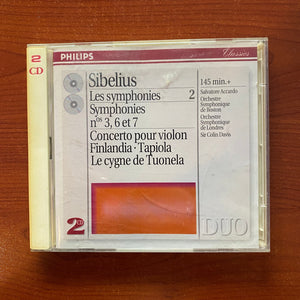 2
CD
PHILIPS
Classics
Sibelius
Les symphonies 2
Symphonies
nos 3, 6 et 7
Concerto pour violon
Finlandia · Tapiola
Le cygne de Tuonela
145 min.+
Salvatore Accardo
Orchestre
Symphonique
de Boston
Orchestre
Symphonique
de Londres
Sir Colin Davis
2 CD
DUO